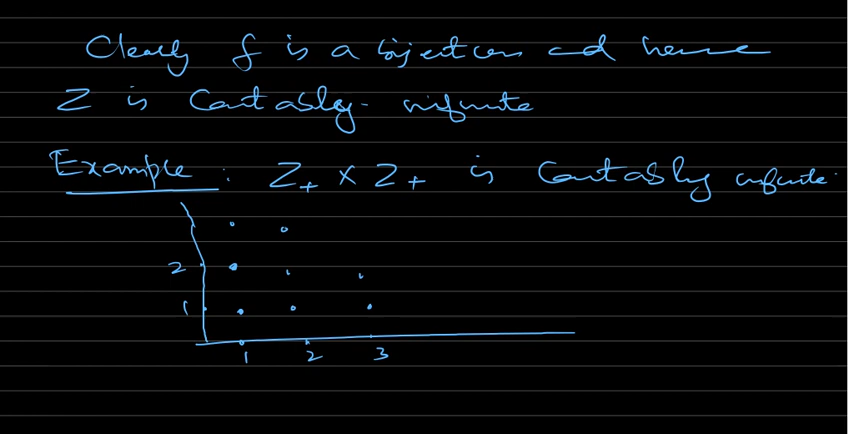 Clearly f is a bijection and hence
Z is Countably infinite
Example : Z+ × Z+ is Countably infinite.
2
1
1 2 3